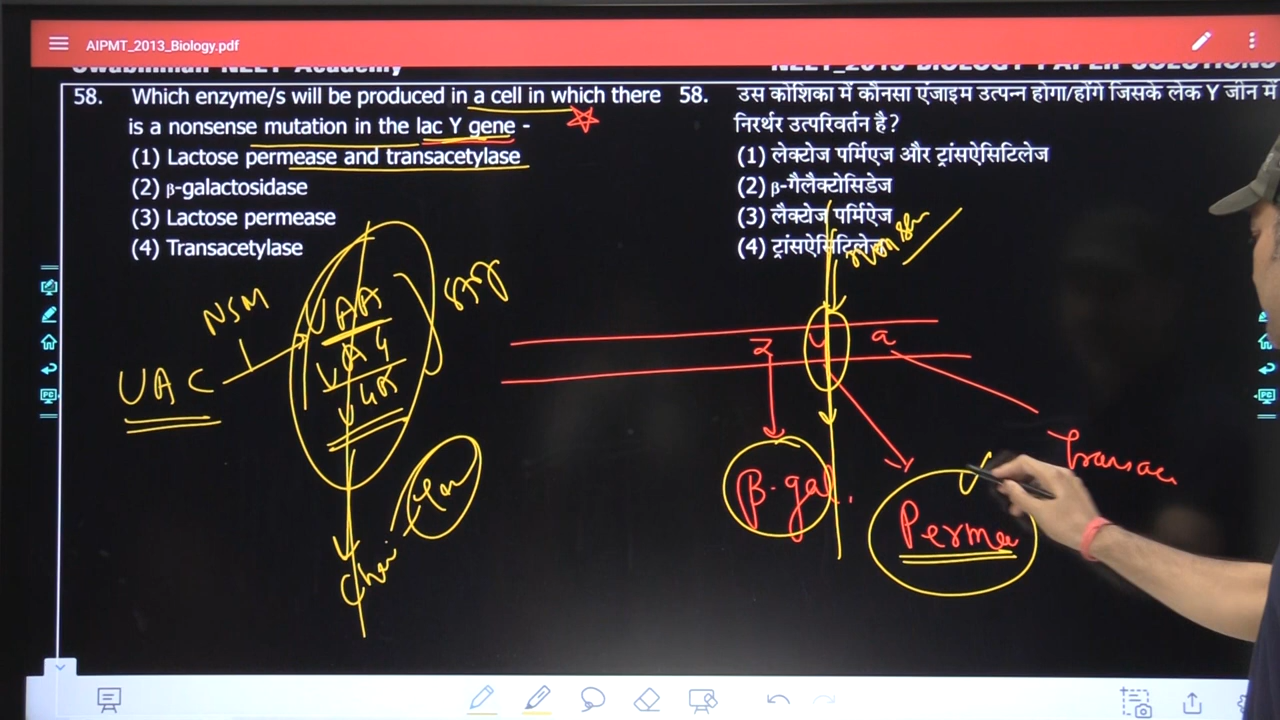 AIPMT_2013_Biology.pdf
58. Which enzyme/s will be produced in a cell in which there
is a nonsense mutation in the lac Y gene -
(1) Lactose permease and transacetylase
(2) β-galactosidase
(3) Lactose permease
(4) Transacetylase
58. उस कोशिका में कौनसा एंजाइम उत्पन्न होगा/होंगे जिसके लेक Y जीन में
निरर्थर उत्परिवर्तन है?
(1) लेक्टोज पर्मिएज और ट्रांसऐसिटिलेज
(2) β-गैलैक्टोसिडेज
(3) लैक्टोज पर्मिऐज
(4) ट्रांसऐसिटिलेज
NSM
UAC
UAA
UAG
UGA
z y a
β-gal.
Permea
Transac